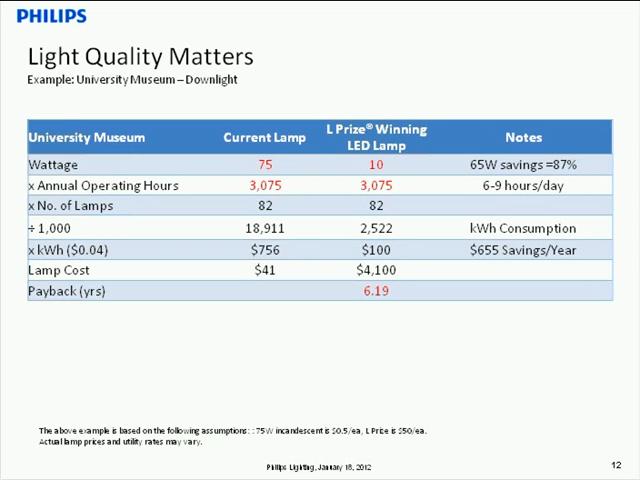 PHILIPS
Light Quality Matters
Example: University Museum – Downlight
University Museum Current Lamp L Prize® Winning LED Lamp Notes
Wattage 75 10 65W savings =87%
x Annual Operating Hours 3,075 3,075 6-9 hours/day
x No. of Lamps 82 82
÷ 1,000 18,911 2,522 kWh Consumption
x kWh ($0.04) $756 $100 $655 Savings/Year
Lamp Cost $41 $4,100
Payback (yrs) 6.19
The above example is based on the following assumptions: : 75W incandescent is $0.5/ea, L Prize is $50/ea.
Actual lamp prices and utility rates may vary.
Philips Lighting, January 18, 2012
12